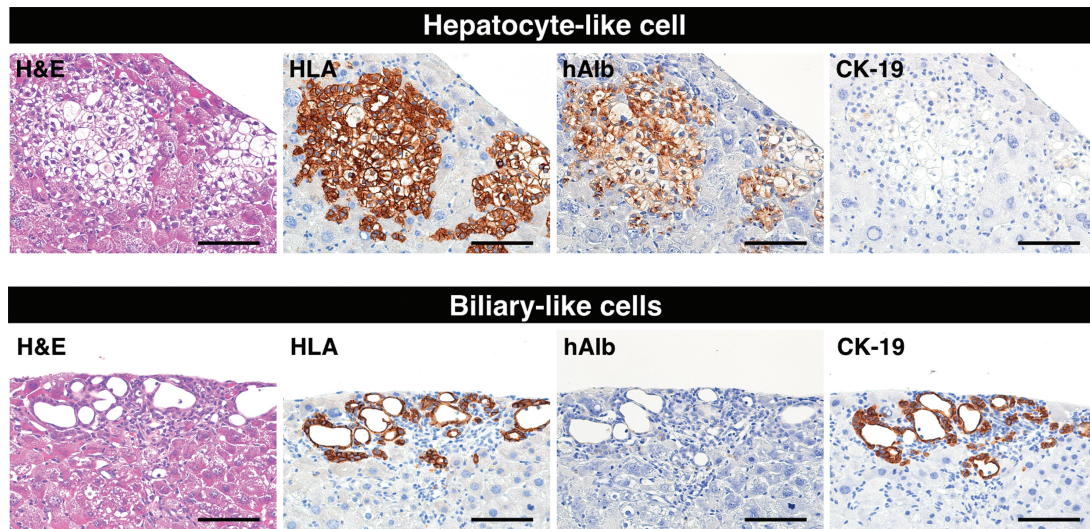 Hepatocyte-like cell
H&E HLA hAlb CK-19
Biliary-like cells
H&E HLA hAlb CK-19